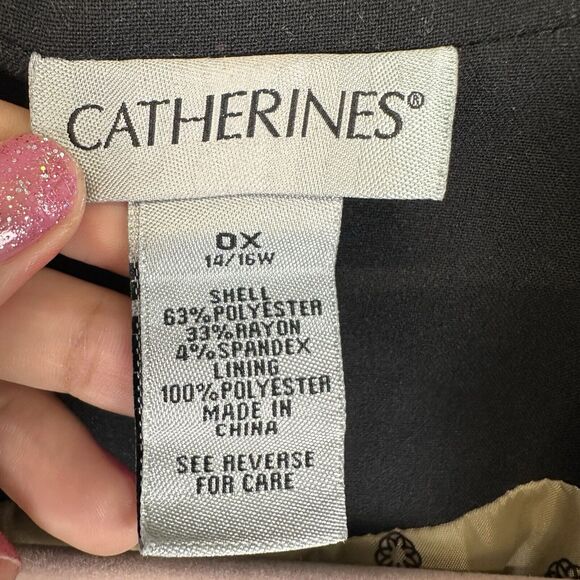 CATHERINES®
0X
14/16W
SHELL
63%POLYESTER
33%RAYON
4%SPANDEX
LINING
100%POLYESTER
MADE IN
CHINA
SEE REVERSE
FOR CARE